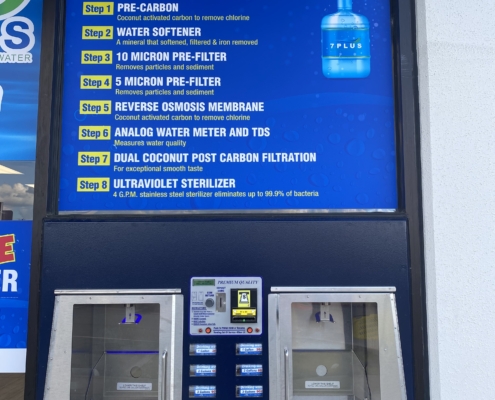 S
WATER
Step 1 PRE-CARBON
Coconut activated carbon to remove chlorine
Step 2 WATER SOFTENER
A mineral that softened, filtered & iron removed
Step 3 10 MICRON PRE-FILTER
Removes particles and sediment
Step 4 5 MICRON PRE-FILTER
Removes particles and sediment
Step 5 REVERSE OSMOSIS MEMBRANE
Coconut activated carbon to remove chlorine
Step 6 ANALOG WATER METER AND TDS
Measures water quality
Step 7 DUAL COCONUT POST CARBON FILTRATION
For exceptional smooth taste
Step 8 ULTRAVIOLET STERILIZER
4 G.P.M. stainless steel sterilizer eliminates up to 99.9% of bacteria
7 PLUS
E
ER
PREMIUM QUALITY